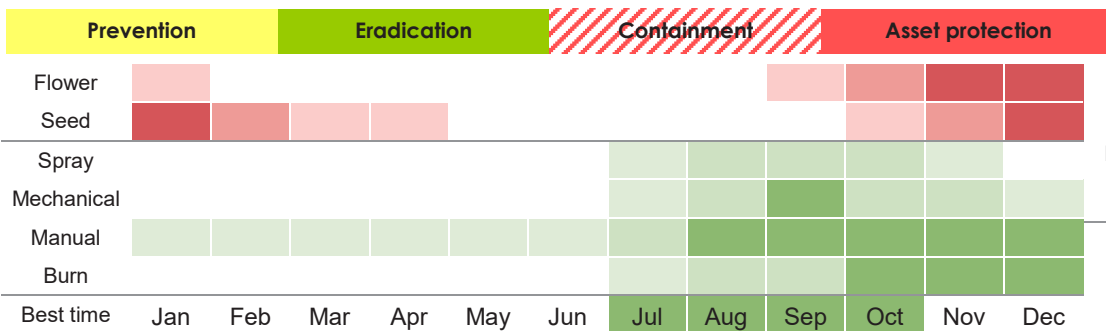 Prevention Eradication Containment Asset protection
Flower
Seed
Spray
Mechanical
Manual
Burn
Best time Jan Feb Mar Apr May Jun Jul Aug Sep Oct Nov Dec